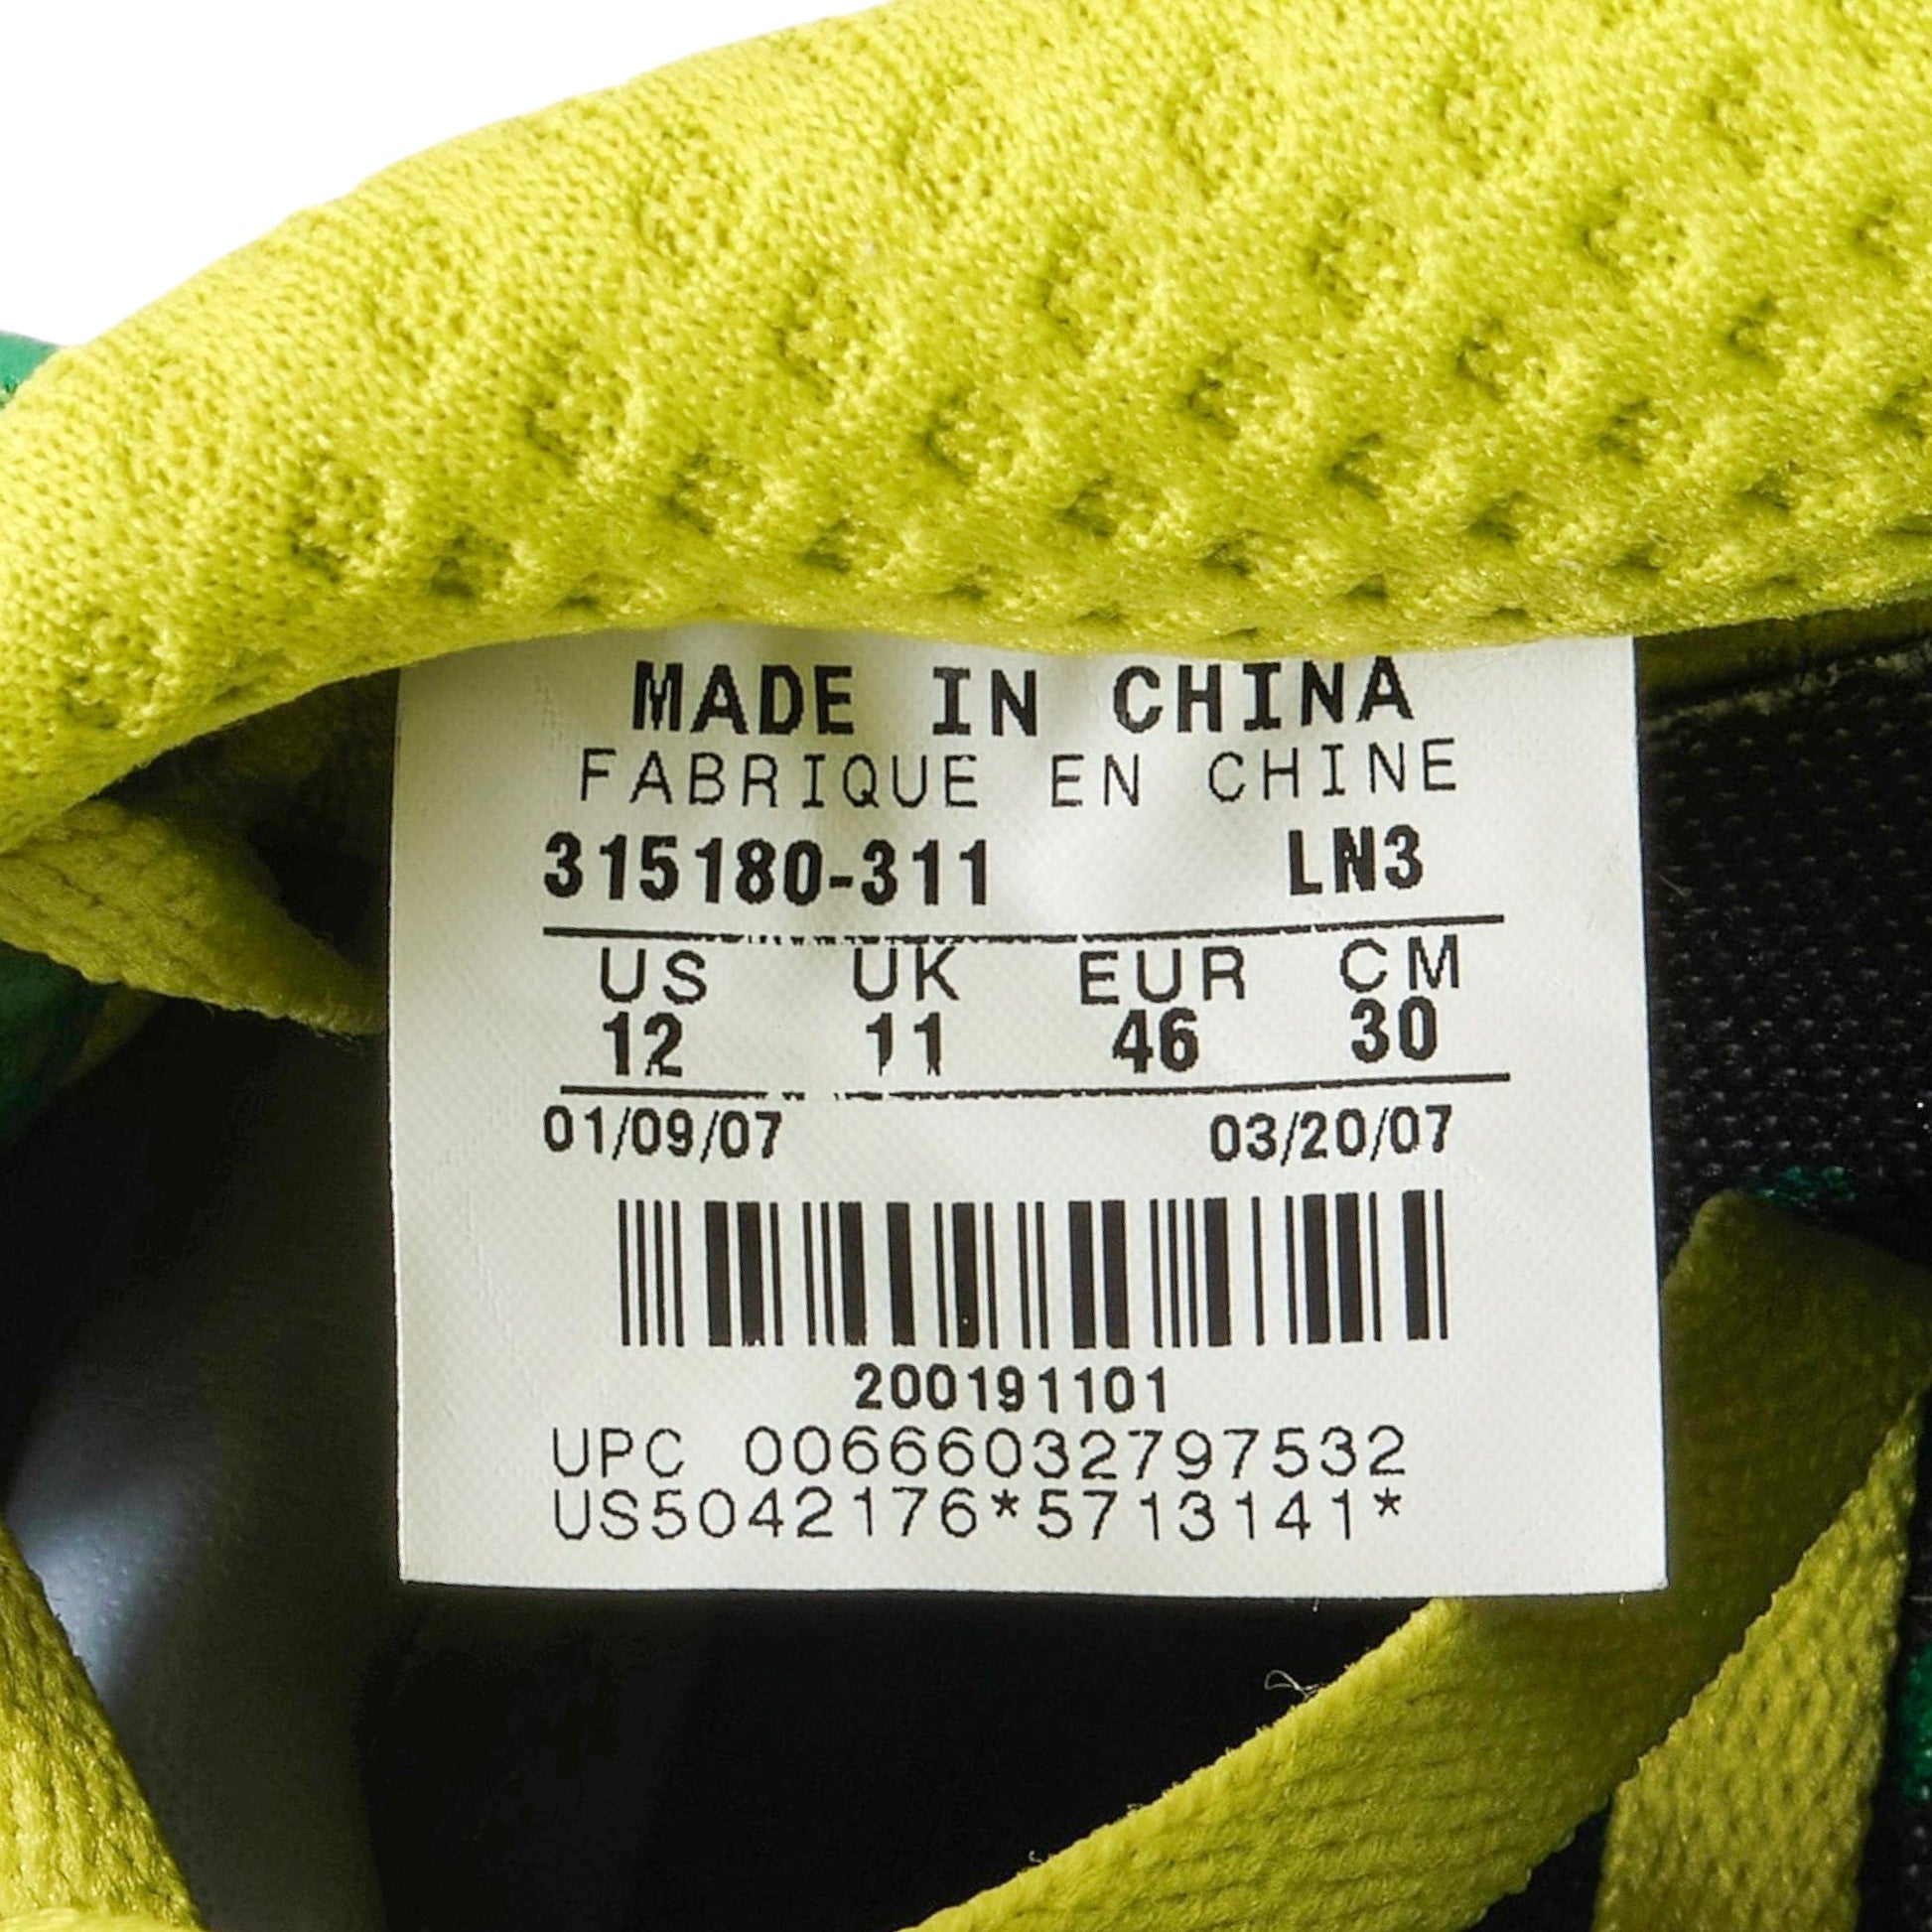 MADE IN CHINA
FABRIQUE EN CHINE
315180-311 LN3
US UK EUR CM
12 11 46 30
01/09/07 03/20/07
200191101
UPC 00666032797532
US5042176*5713141*